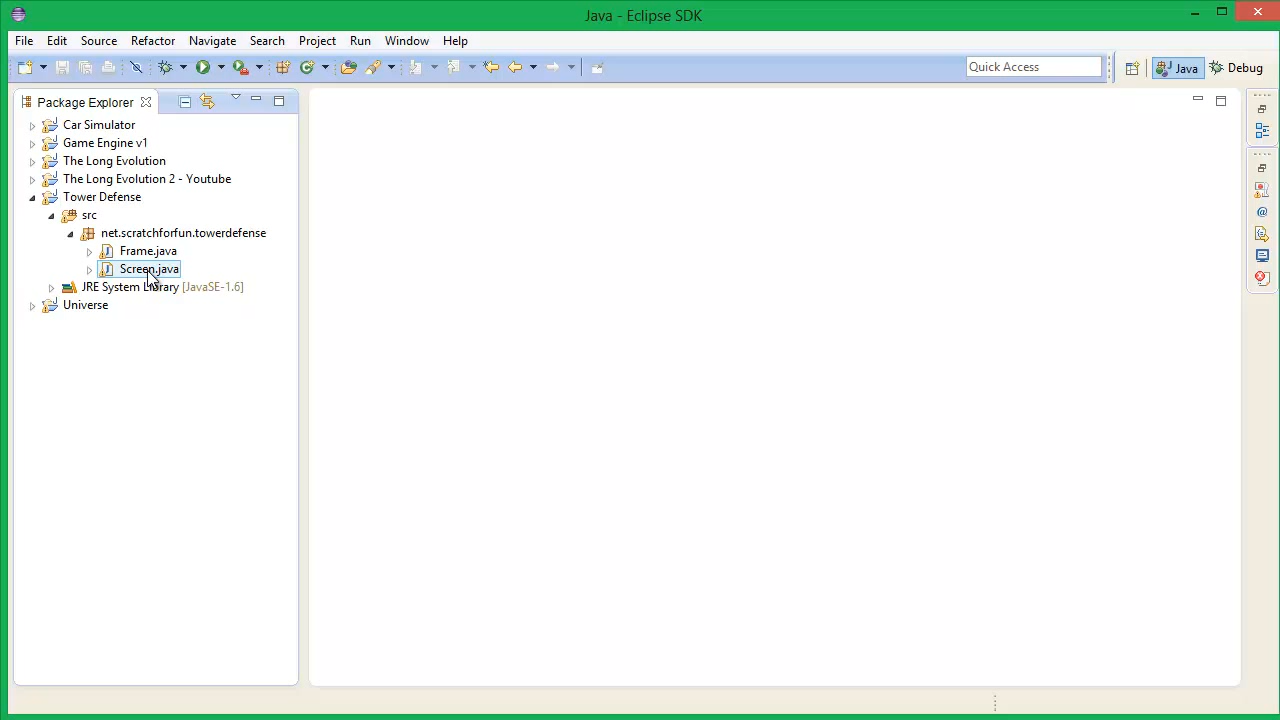 Java - Eclipse SDK
File Edit Source Refactor Navigate Search Project Run Window Help
Quick Access
Java
Debug
Package Explorer
Car Simulator
Game Engine v1
The Long Evolution
The Long Evolution 2 - Youtube
Tower Defense
src
net.scratchforfun.towerdefense
Frame.java
Screen.java
JRE System Library [JavaSE-1.6]
Universe